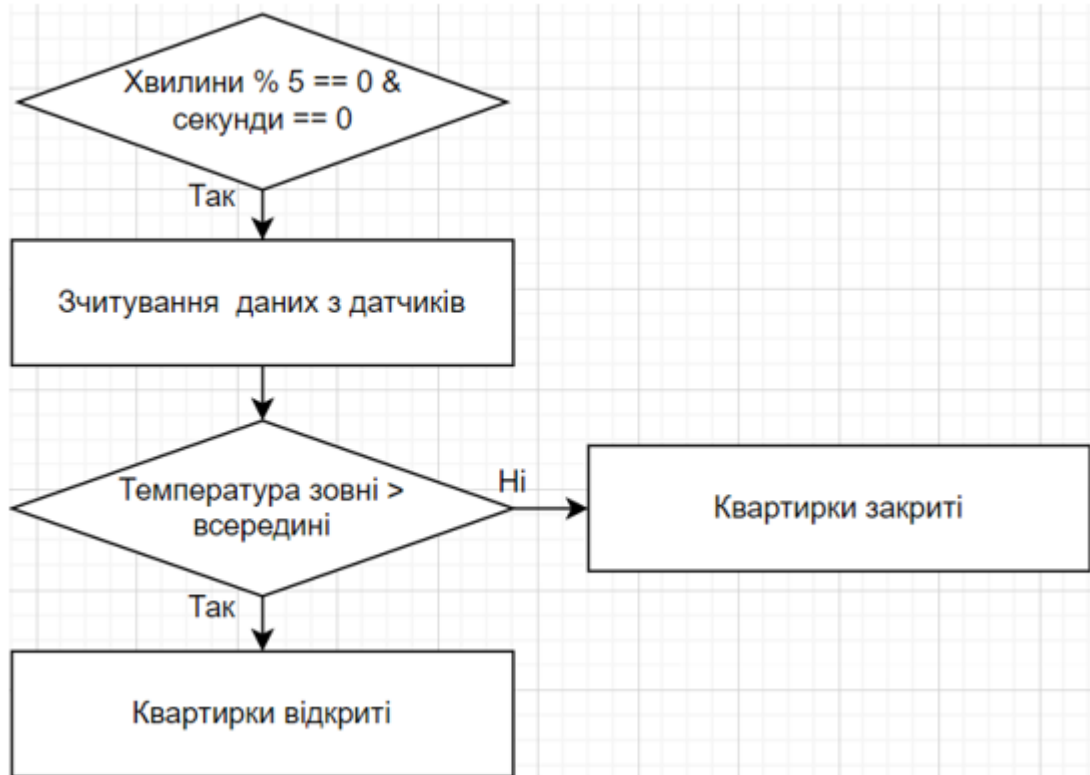 Хвилини % 5 == 0 &
секунди == 0
Так
Зчитування даних з датчиків
Температура зовні >
всередині
Ні
Квартирки закриті
Так
Квартирки відкриті